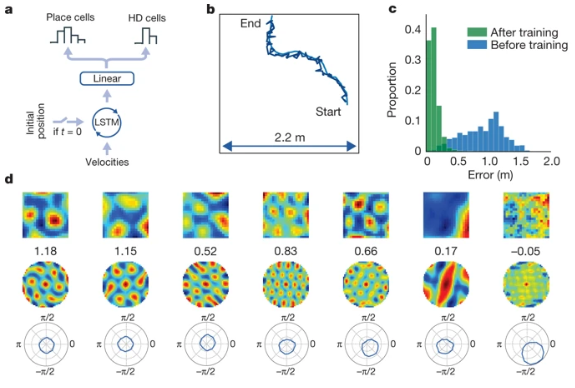 a
Place cells
HD cells
Linear
Initial
position
if t = 0
LSTM
Velocities
b
End
Start
2.2 m
c
After training
Before training
Proportion
0.4
0.3
0.2
0.1
0
0
0.5
1.0
1.5
2.0
Error (m)
d
1.18
1.15
0.52
0.83
0.66
0.17
−0.05
π/2
π/2
π/2
π/2
π/2
π/2
π/2
π
0
π
0
π
0
π
0
π
0
π
0
π
0
−π/2
−π/2
−π/2
−π/2
−π/2
−π/2
−π/2